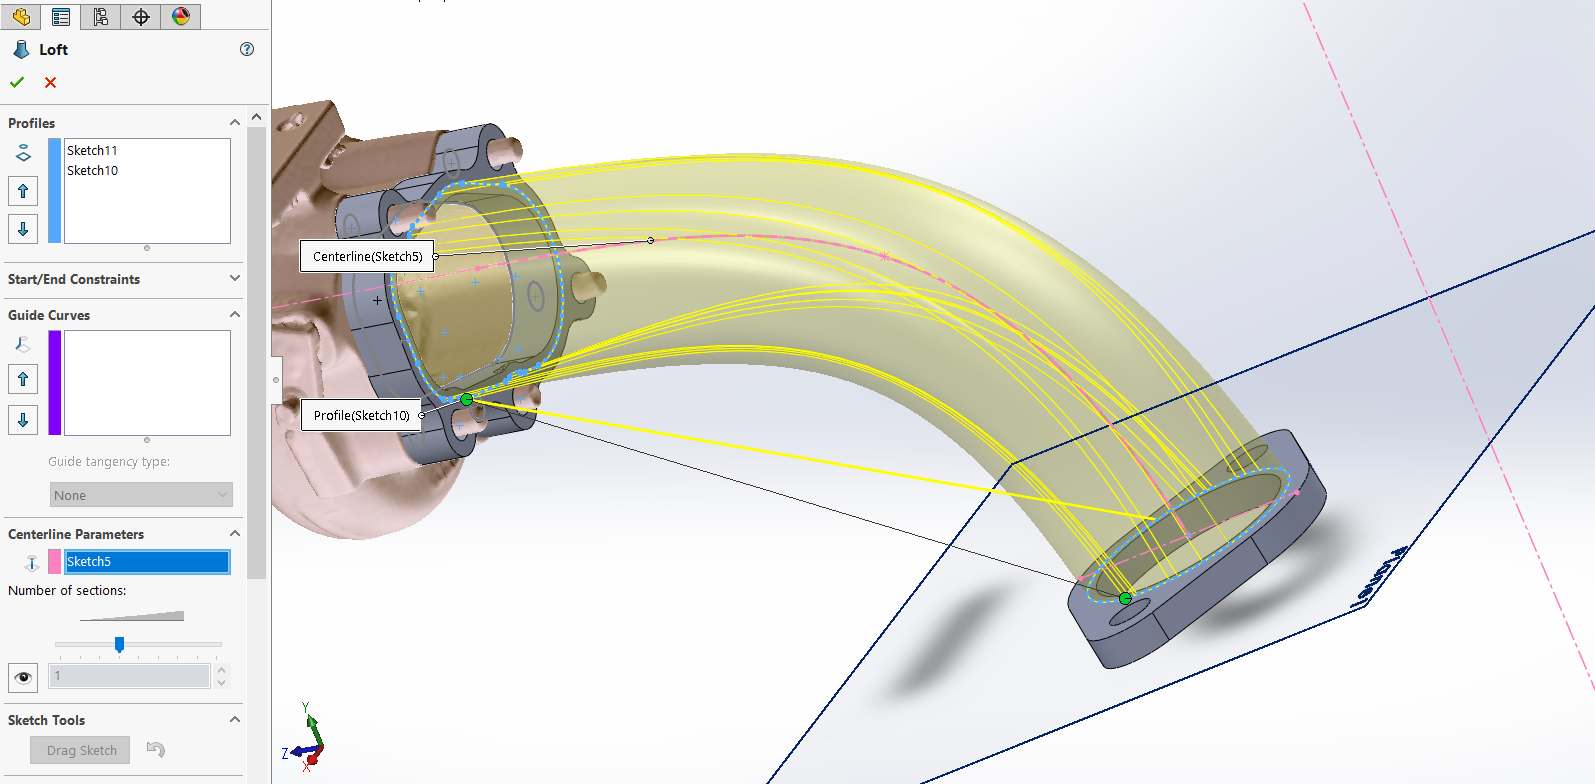 Loft
Profiles
Sketch11
Sketch10
Start/End Constraints
Guide Curves
Guide tangency type:
None
Centerline Parameters
Sketch5
Number of sections:
1
Sketch Tools
Drag Sketch
Centerline(Sketch5)
Profile(Sketch10)
Y
Z
X